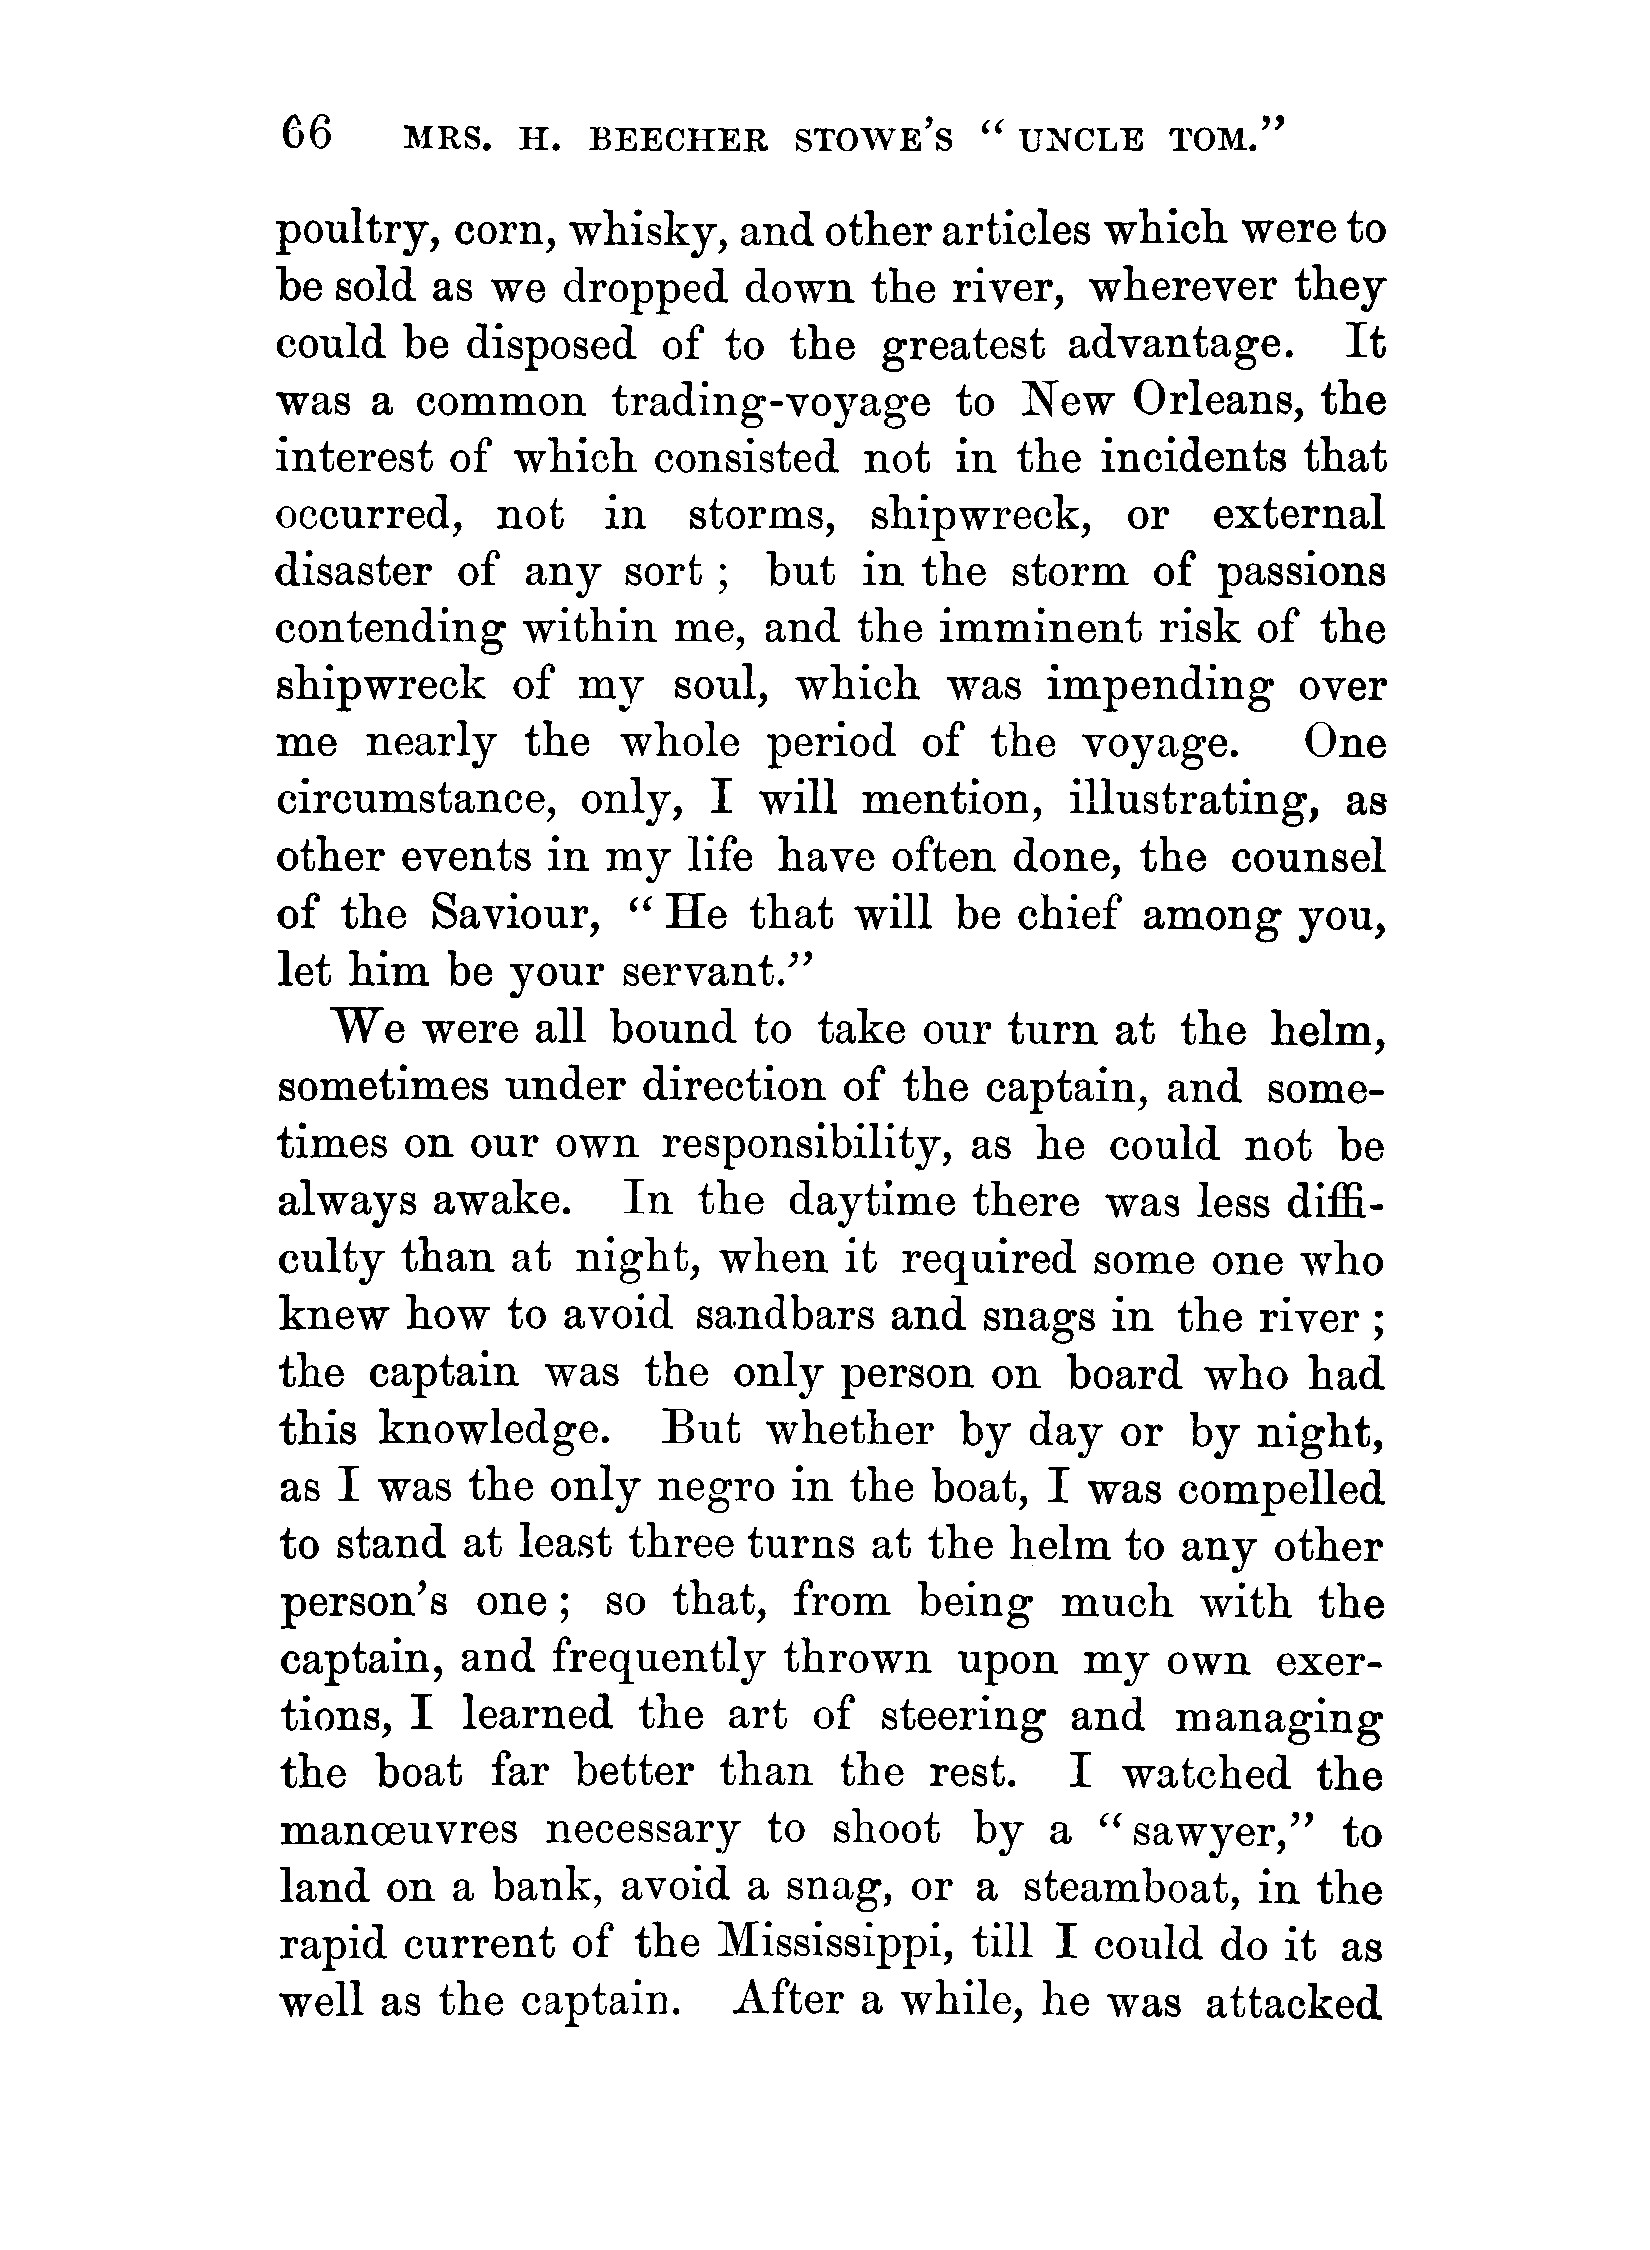 66 MRS. H. BEECHER STOWE'S “ UNCLE TOM.”
poultry, corn, whisky, and other articles which were to
be sold as we dropped down the river, wherever they
could be disposed of to the greatest advantage. It
was a common trading-voyage to New Orleans, the
interest of which consisted not in the incidents that
occurred, not in storms, shipwreck, or external
disaster of any sort ; but in the storm of passions
contending within me, and the imminent risk of the
shipwreck of my soul, which was impending over
me nearly the whole period of the voyage. One
circumstance, only, I will mention, illustrating, as
other events in my life have often done, the counsel
of the Saviour, “ He that will be chief among you,
let him be your servant.”
We were all bound to take our turn at the helm,
sometimes under direction of the captain, and some-
times on our own responsibility, as he could not be
always awake. In the daytime there was less diffi-
culty than at night, when it required some one who
knew how to avoid sandbars and snags in the river ;
the captain was the only person on board who had
this knowledge. But whether by day or by night,
as I was the only negro in the boat, I was compelled
to stand at least three turns at the helm to any other
person's one ; so that, from being much with the
captain, and frequently thrown upon my own exer-
tions, I learned the art of steering and managing
the boat far better than the rest. I watched the
manœuvres necessary to shoot by a “ sawyer,” to
land on a bank, avoid a snag, or a steamboat, in the
rapid current of the Mississippi, till I could do it as
well as the captain. After a while, he was attacked